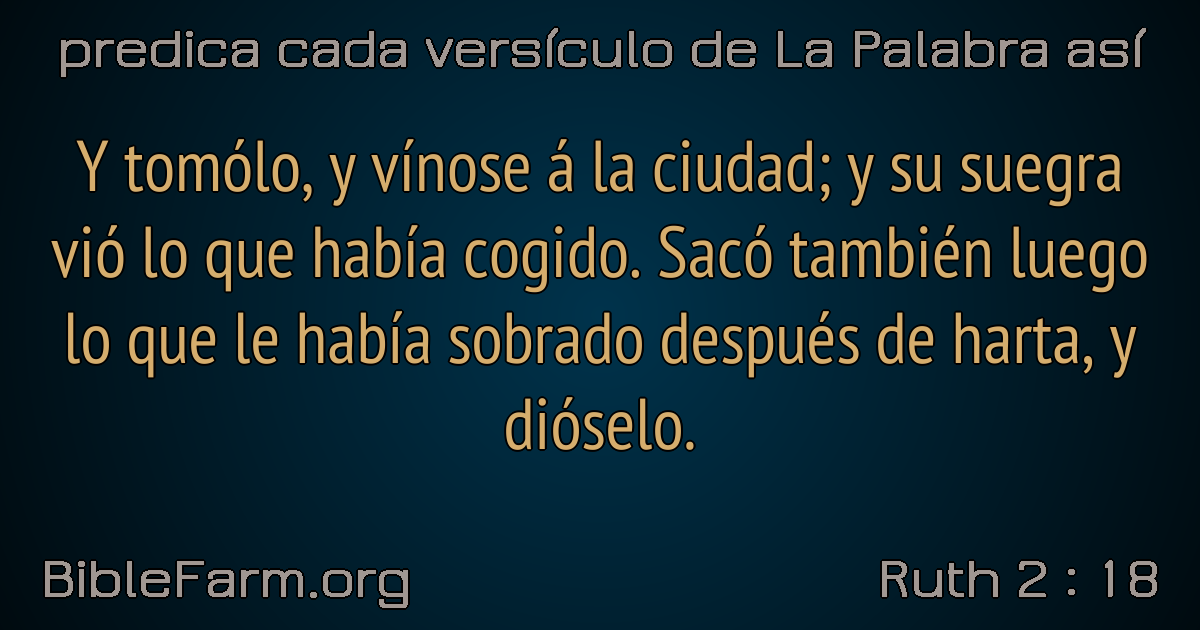 predica cada versículo de La Palabra así
Y tomólo, y vínose á la ciudad; y su suegra
vió lo que había cogido. Sacó también luego
lo que le había sobrado después de harta, y
dióselo.
BibleFarm.org
Ruth 2 : 18